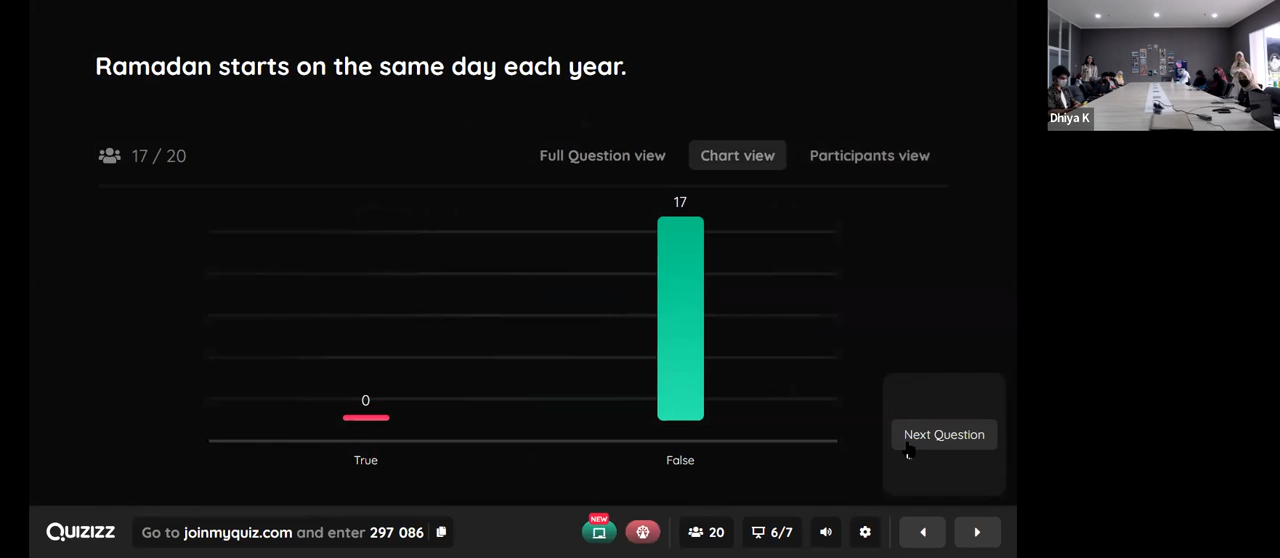 Ramadan starts on the same day each year.
17 / 20
Full Question view
Chart view
Participants view
17
0
True
False
Next Question
QUIZIZZ
Go to joinmyquiz.com and enter 297 086
NEW
20
6/7
Dhiya K